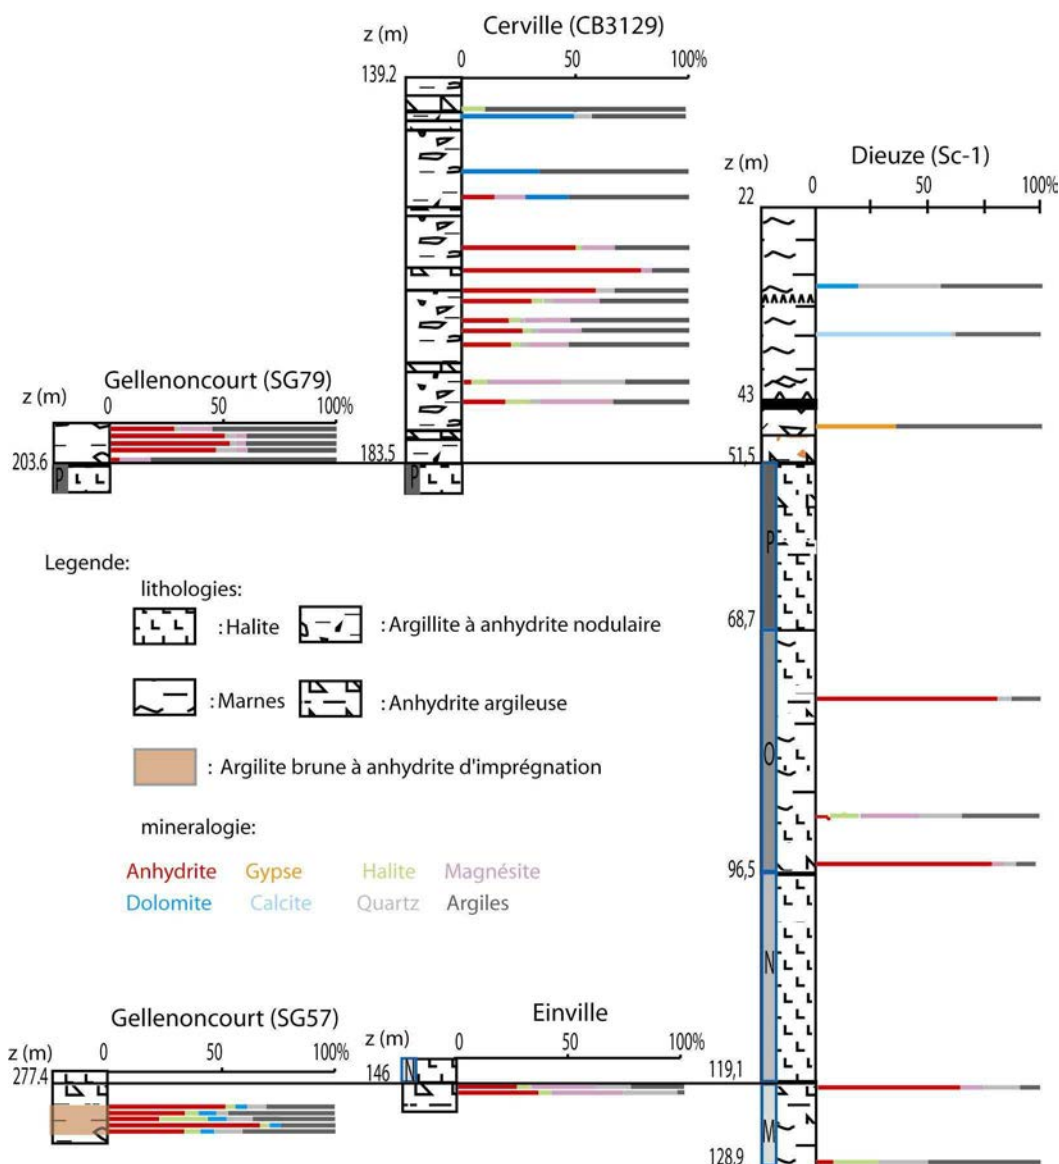 Cerville (CB3129)
z (m)
0 50 100%
139.2
183.5
P
Dieuze (Sc-1)
z (m)
0 50 100%
22
43
51,5
P
68,7
O
96,5
N
119,1
M
128.9
Gellenoncourt (SG79)
z (m)
0 50 100%
203.6
P
Legende:
lithologies:
: Halite
: Argillite à anhydrite nodulaire
: Marnes
: Anhydrite argileuse
: Argilite brune à anhydrite d'imprégnation
mineralogie:
Anhydrite Gypse Halite Magnésite
Dolomite Calcite Quartz Argiles
Gellenoncourt (SG57)
z (m)
0 50 100%
277.4
Einville
z (m)
0 50 100%
146
N